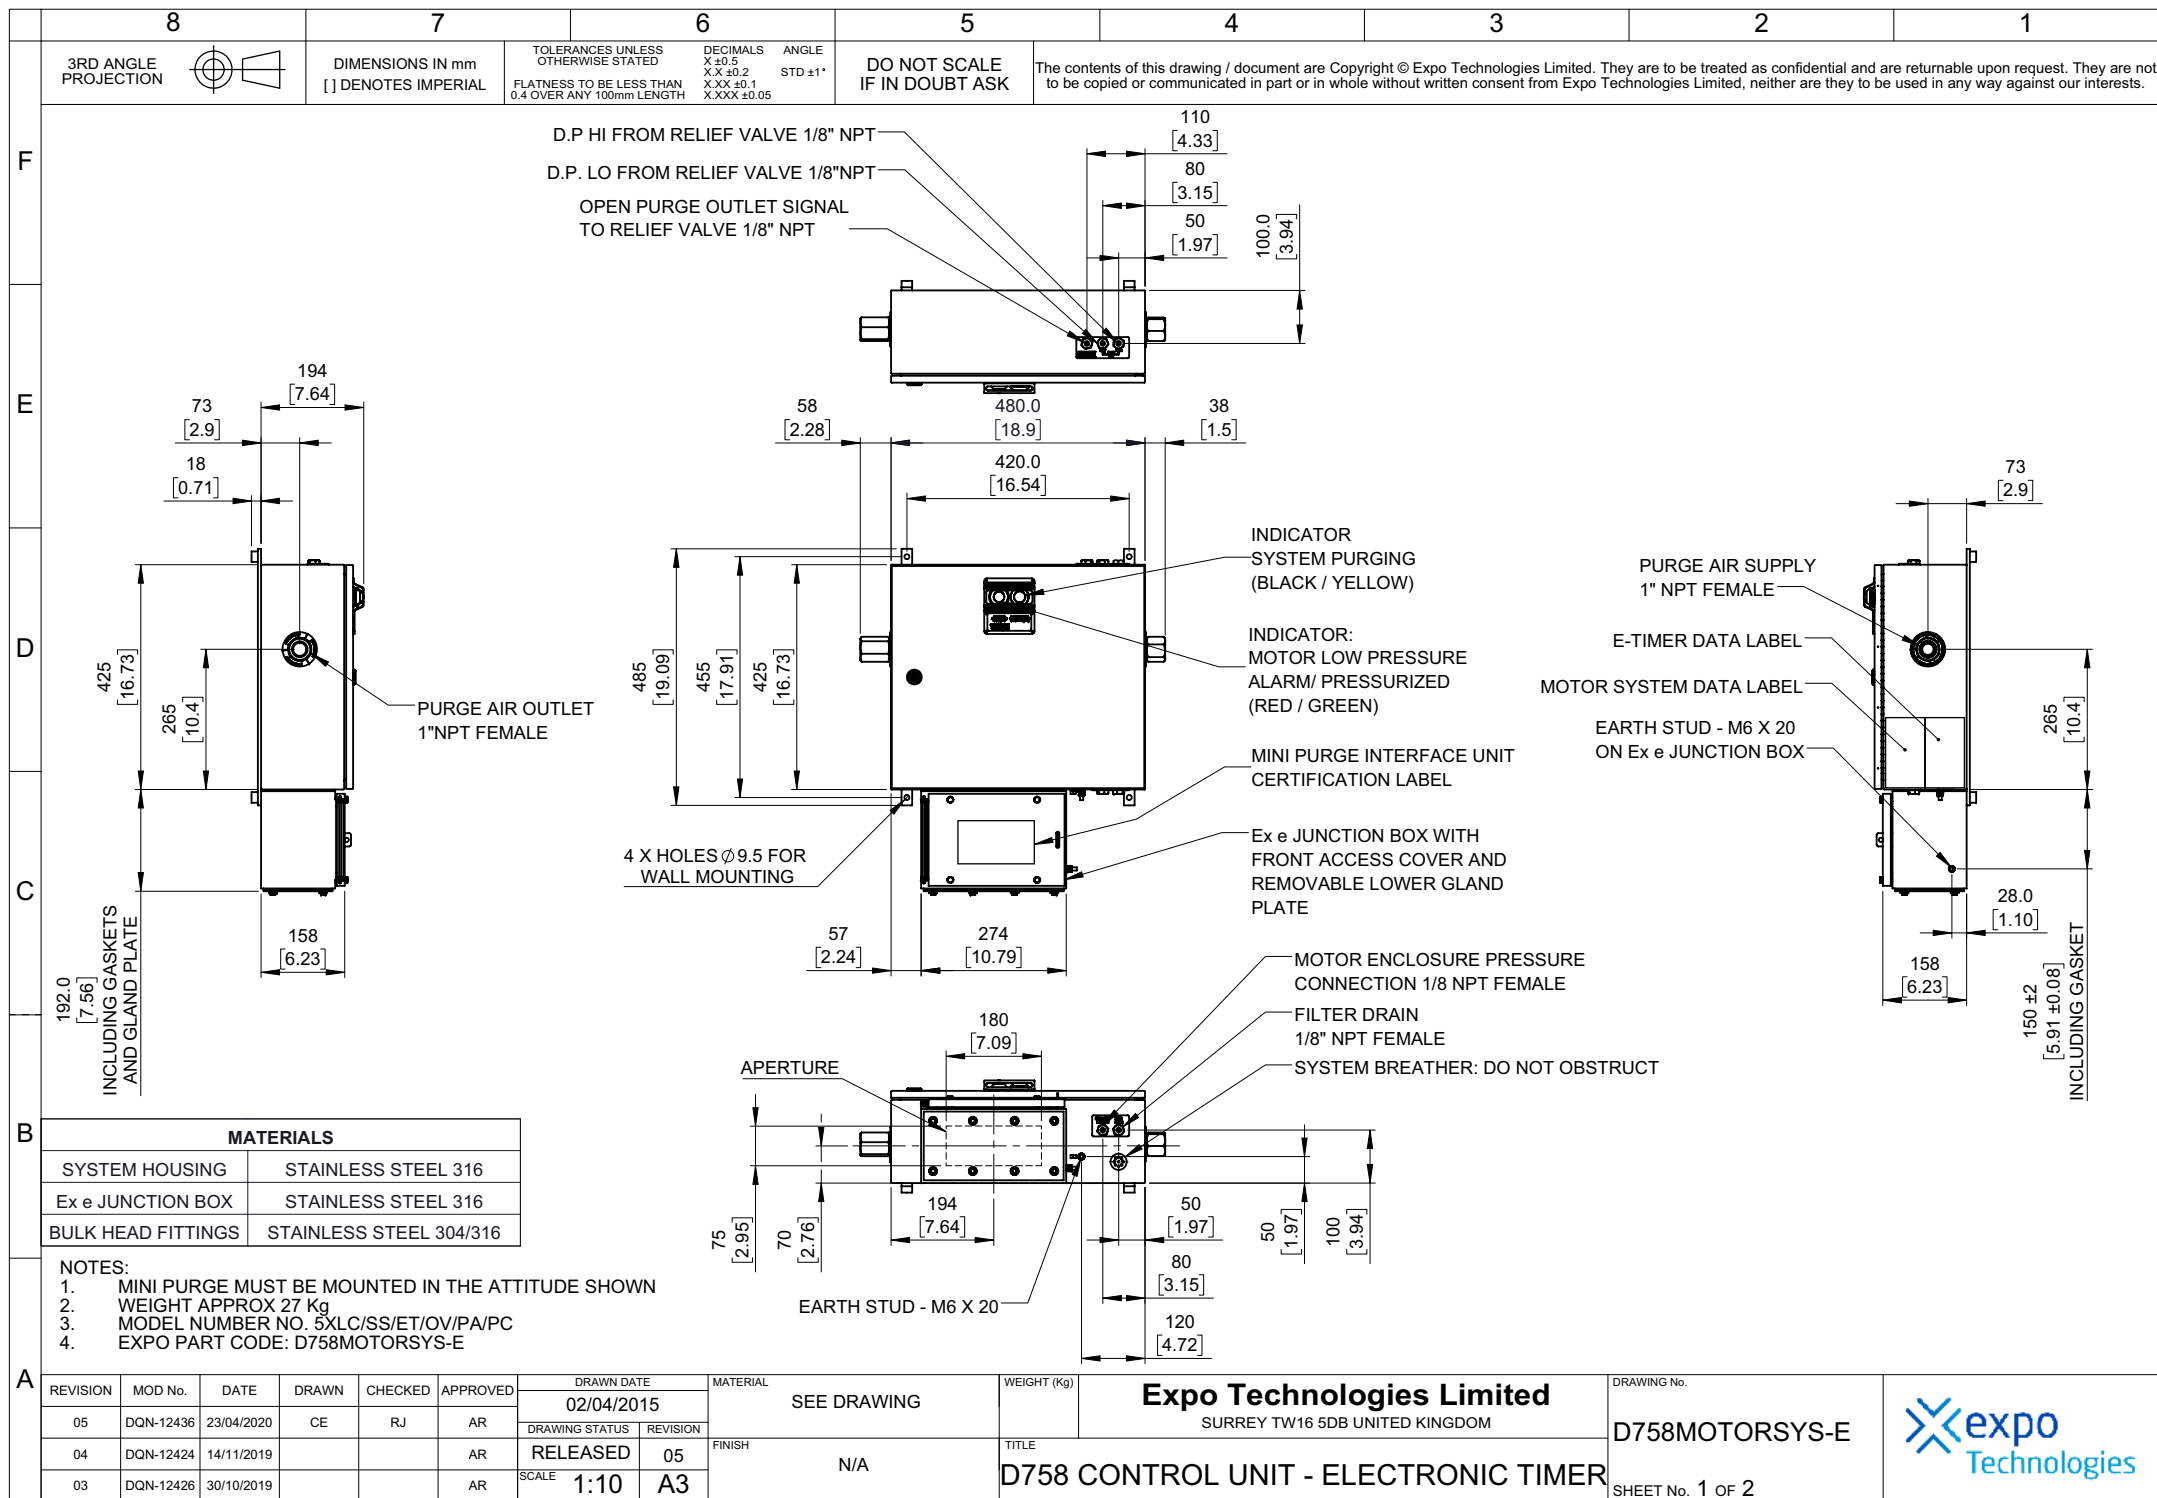 8 7 6 5 4 3 2 1
3RD ANGLE
PROJECTION
DIMENSIONS IN mm
[ ] DENOTES IMPERIAL
TOLERANCES UNLESS
OTHERWISE STATED
FLATNESS TO BE LESS THAN
0.4 OVER ANY 100mm LENGTH
DECIMALS ANGLE
X ±0.5
X.X ±0.2 STD ±1°
X.XX ±0.1
X.XXX ±0.05
DO NOT SCALE
IF IN DOUBT ASK
The contents of this drawing / document are Copyright © Expo Technologies Limited. They are to be treated as confidential and are returnable upon request. They are not
to be copied or communicated in part or in whole without written consent from Expo Technologies Limited, neither are they to be used in any way against our interests.
F
E
D
C
B
A
D.P HI FROM RELIEF VALVE 1/8" NPT
D.P. LO FROM RELIEF VALVE 1/8"NPT
OPEN PURGE OUTLET SIGNAL
TO RELIEF VALVE 1/8" NPT
110
[4.33]
80
[3.15]
50
[1.97]
100.0
[3.94]
194
[7.64]
73
[2.9]
18
[0.71]
425
[16.73]
265
[10.4]
PURGE AIR OUTLET
1"NPT FEMALE
158
[6.23]
192.0
[7.56]
INCLUDING GASKETS
AND GLAND PLATE
58
[2.28]
480.0
[18.9]
38
[1.5]
420.0
[16.54]
485
[19.09]
455
[17.91]
425
[16.73]
INDICATOR
SYSTEM PURGING
(BLACK / YELLOW)
INDICATOR:
MOTOR LOW PRESSURE
ALARM/ PRESSURIZED
(RED / GREEN)
MINI PURGE INTERFACE UNIT
CERTIFICATION LABEL
Ex e JUNCTION BOX WITH
FRONT ACCESS COVER AND
REMOVABLE LOWER GLAND
PLATE
4 X HOLES ∅9.5 FOR
WALL MOUNTING
57
[2.24]
274
[10.79]
73
[2.9]
PURGE AIR SUPPLY
1" NPT FEMALE
E-TIMER DATA LABEL
MOTOR SYSTEM DATA LABEL
EARTH STUD - M6 X 20
ON Ex e JUNCTION BOX
265
[10.4]
28.0
[1.10]
158
[6.23]
150 ±2
[5.91 ±0.08]
INCLUDING GASKET
MOTOR ENCLOSURE PRESSURE
CONNECTION 1/8 NPT FEMALE
FILTER DRAIN
1/8" NPT FEMALE
SYSTEM BREATHER: DO NOT OBSTRUCT
180
[7.09]
APERTURE
75
[2.95]
70
[2.76]
194
[7.64]
50
[1.97]
80
[3.15]
120
[4.72]
50
[1.97]
100
[3.94]
EARTH STUD - M6 X 20
MATERIALS
SYSTEM HOUSING STAINLESS STEEL 316
Ex e JUNCTION BOX STAINLESS STEEL 316
BULK HEAD FITTINGS STAINLESS STEEL 304/316
NOTES:
1. MINI PURGE MUST BE MOUNTED IN THE ATTITUDE SHOWN
2. WEIGHT APPROX 27 Kg
3. MODEL NUMBER NO. 5XLC/SS/ET/OV/PA/PC
4. EXPO PART CODE: D758MOTORSYS-E
REVISION MOD No. DATE DRAWN CHECKED APPROVED
05 DQN-12436 23/04/2020 CE RJ AR
04 DQN-12424 14/11/2019 AR
03 DQN-12426 30/10/2019 AR
DRAWN DATE
02/04/2015
DRAWING STATUS REVISION
RELEASED 05
SCALE 1:10 A3
MATERIAL
SEE DRAWING
FINISH
N/A
WEIGHT (Kg)
Expo Technologies Limited
SURREY TW16 5DB UNITED KINGDOM
TITLE
D758 CONTROL UNIT - ELECTRONIC TIMER
DRAWING No.
D758MOTORSYS-E
SHEET No. 1 OF 2
expo
Technologies